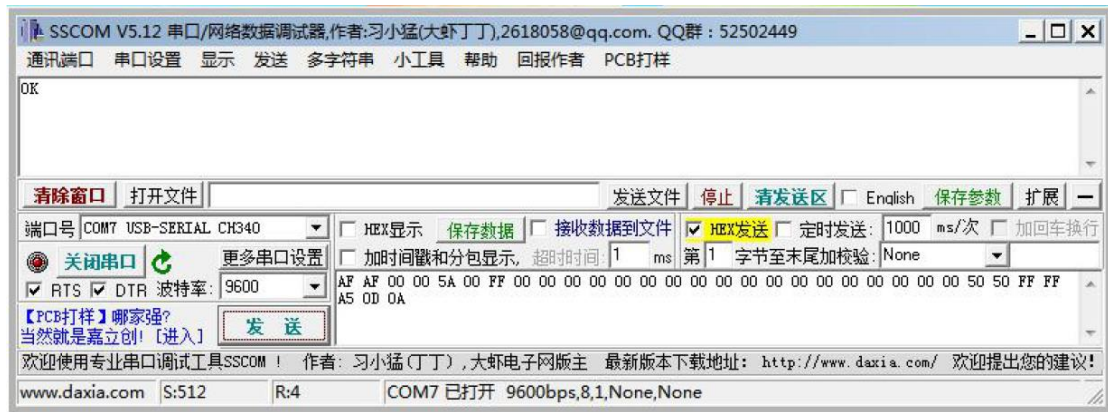 SSCOM V5.12 串口/网络数据调试器,作者:习小猛(大虾丁丁),2618058@qq.com. QQ群：52502449
通讯端口 串口设置 显示 发送 多字符串 小工具 帮助 回报作者 PCB打样
OK
清除窗口 打开文件 发送文件 停止 清发送区 English 保存参数 扩展 —
端口号 COM7 USB-SERIAL CH340 HEX显示 保存数据 接收数据到文件 HEX发送 定时发送: 1000 ms/次 加回车换行
关闭串口 更多串口设置 加时间戳和分包显示, 超时时间: 1 ms 第 1 字节至末尾加校验: None
RTS DTR 波特率: 9600
AF AF 00 00 5A 00 FF 00 00 00 00 00 00 00 00 00 00 00 00 00 00 00 00 00 00 50 50 FF FF
A5 0D 0A
【PCB打样】哪家强?
当然就是嘉立创! [进入]
发 送
欢迎使用专业串口调试工具SSCOM ! 作者: 习小猛(丁丁),大虾电子网版主 最新版本下载地址: http://www.daxia.com/ 欢迎提出您的建议!
www.daxia.com S:512 R:4 COM7 已打开 9600bps,8,1,None,None